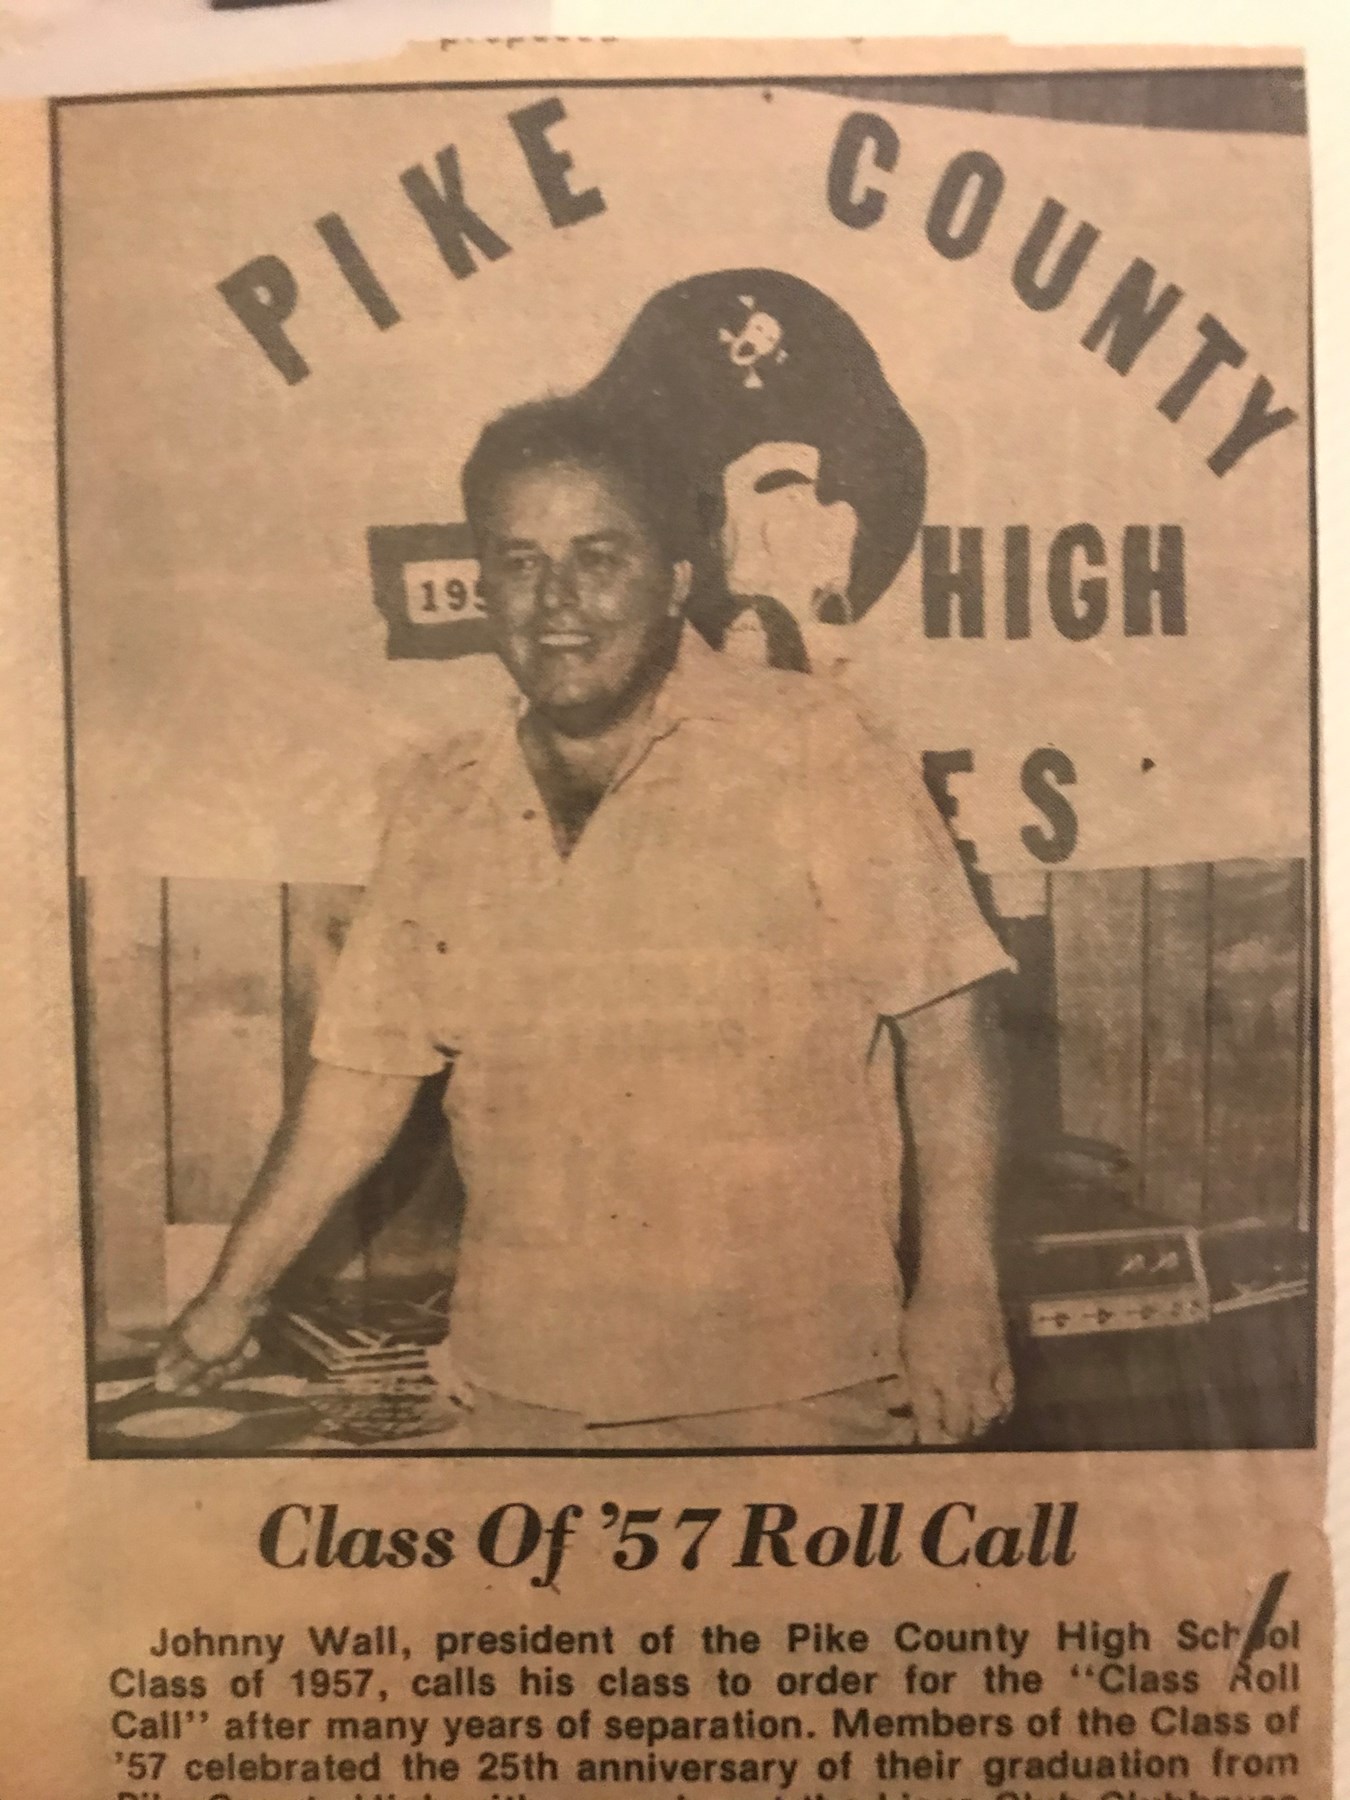 PIKE COUNTY
195
HIGH
ES
Class Of '57 Roll Call
Johnny Wall, president of the Pike County High School
Class of 1957, calls his class to order for the “Class Roll
Call” after many years of separation. Members of the Class of
'57 celebrated the 25th anniversary of their graduation from